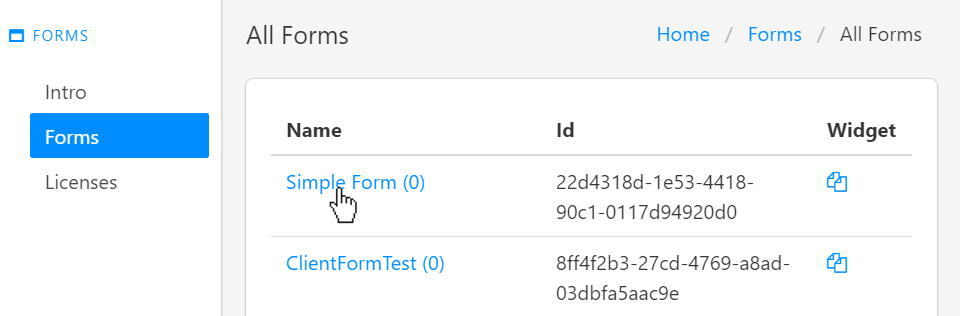 FORMS
Intro
Forms
Licenses
All Forms
Home / Forms / All Forms
Name Id Widget
Simple Form (0) 22d4318d-1e53-4418-
90c1-0117d94920d0
ClientFormTest (0) 8ff4f2b3-27cd-4769-a8ad-
03dbfa5aac9e